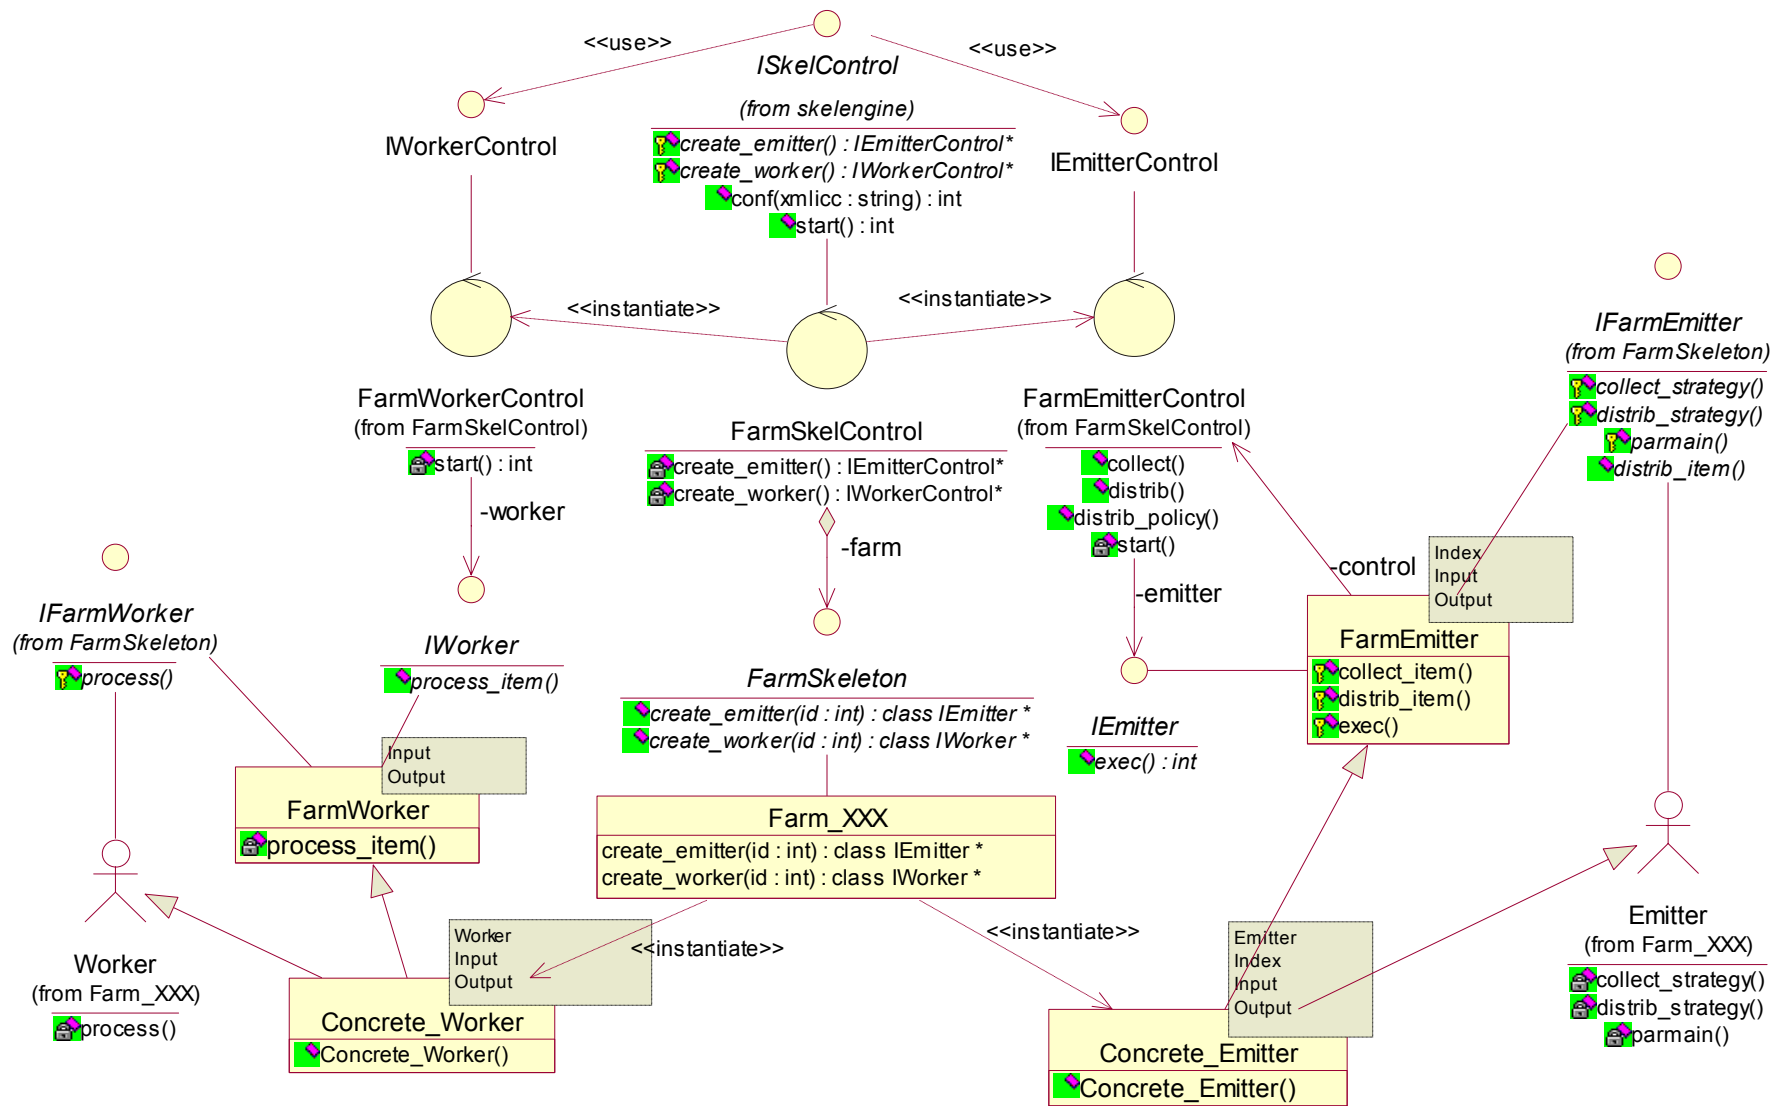 <<use>>
<<use>>
ISkelControl
(from skelengine)
create_emitter() : IEmitterControl*
create_worker() : IWorkerControl*
conf(xmlicc : string) : int
start() : int
IWorkerControl
IEmitterControl
<<instantiate>>
<<instantiate>>
IFarmEmitter
(from FarmSkeleton)
collect_strategy()
distrib_strategy()
parmain()
distrib_item()
FarmWorkerControl
(from FarmSkelControl)
start() : int
-worker
FarmSkelControl
create_emitter() : IEmitterControl*
create_worker() : IWorkerControl*
-farm
FarmEmitterControl
(from FarmSkelControl)
collect()
distrib()
distrib_policy()
start()
-emitter
-control
Index
Input
Output
FarmEmitter
collect_item()
distrib_item()
exec()
IFarmWorker
(from FarmSkeleton)
process()
IWorker
process_item()
FarmSkeleton
create_emitter(id : int) : class IEmitter *
create_worker(id : int) : class IWorker *
IEmitter
exec() : int
Input
Output
FarmWorker
process_item()
Farm_XXX
create_emitter(id : int) : class IEmitter *
create_worker(id : int) : class IWorker *
Worker
(from Farm_XXX)
process()
Worker
Input
Output
<<instantiate>>
Concrete_Worker
Concrete_Worker()
<<instantiate>>
Emitter
Index
Input
Output
Concrete_Emitter
Concrete_Emitter()
Emitter
(from Farm_XXX)
collect_strategy()
distrib_strategy()
parmain()